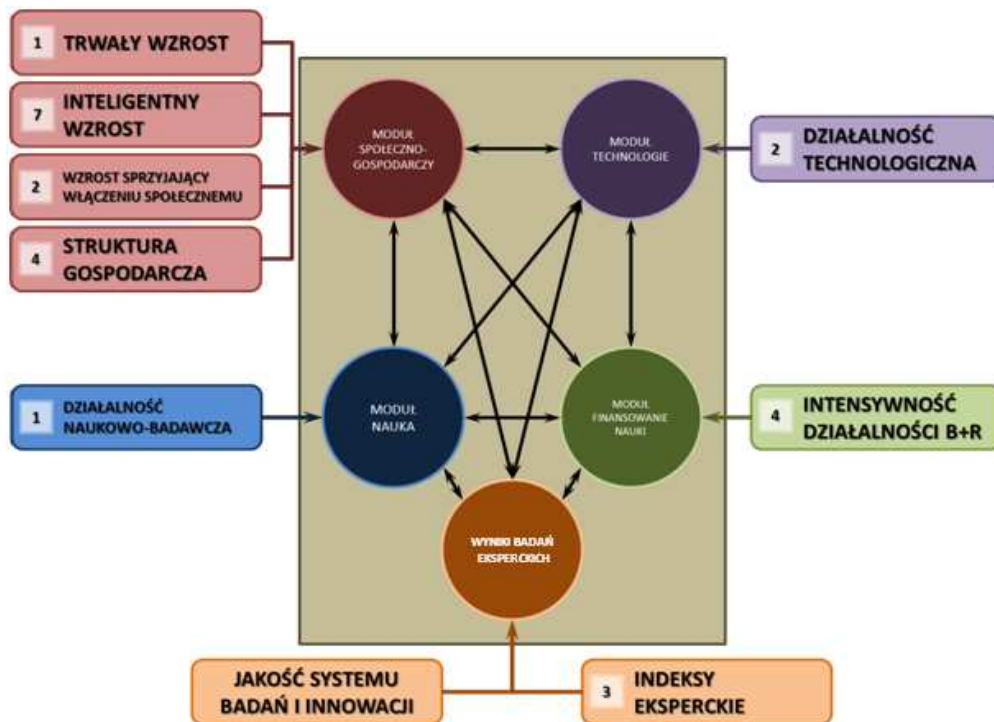 1 TRWAŁY WZROST
7 INTELIGENTNY
WZROST
2 WZROST SPRZYJAJĄCY
WŁĄCZENIU SPOŁECZNEMU
4 STRUKTURA
GOSPODARCZA
MODUŁ
SPOŁECZNO-
GOSPODARCZY
MODUŁ
TECHNOLOGIE
2 DZIAŁALNOŚĆ
TECHNOLOGICZNA
1 DZIAŁALNOŚĆ
NAUKOWO-BADAWCZA
MODUŁ
NAUKA
MODUŁ
FINANSOWANIE
NAUKI
4 INTENSYWNOŚĆ
DZIAŁALNOŚCI B+R
WYNIKI BADAŃ
EKSPERCKICH
JAKOŚĆ SYSTEMU
BADAŃ I INNOWACJI
3 INDEKSY
EKSPERCKIE